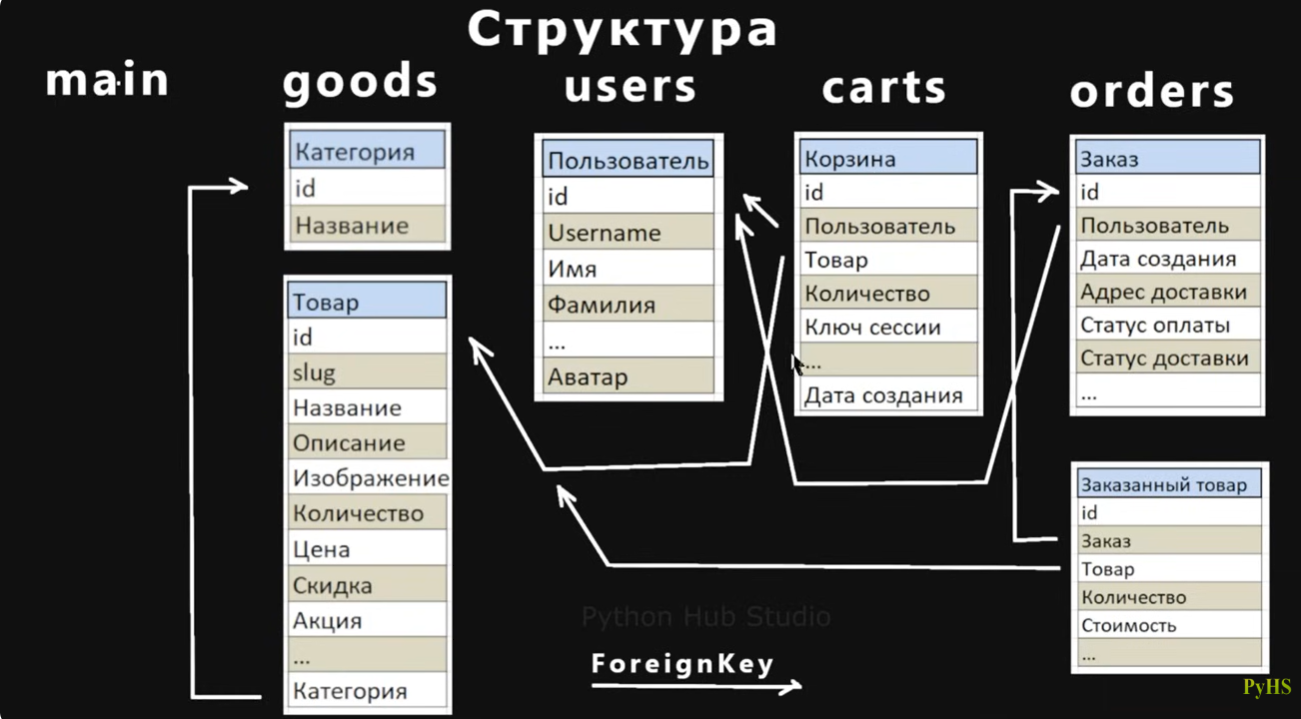 Структура
main
goods
users
carts
orders
Категория
id
Название
Товар
id
slug
Название
Описание
Изображение
Количество
Цена
Скидка
Акция
...
Категория
Пользователь
id
Username
Имя
Фамилия
...
Аватар
Корзина
id
Пользователь
Товар
Количество
Ключ сессии
...
Дата создания
Заказ
id
Пользователь
Дата создания
Адрес доставки
Статус оплаты
Статус доставки
...
Заказанный товар
id
Заказ
Товар
Количество
Стоимость
...
Python Hub Studio
ForeignKey
PyHS